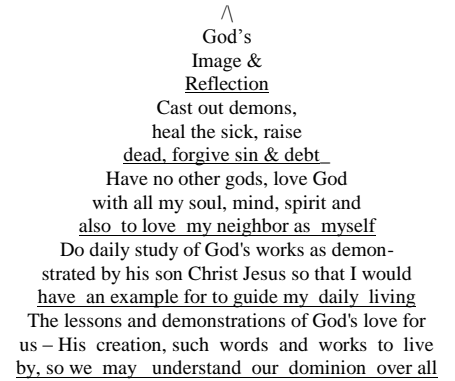 /\
God's
Image &
Reflection
Cast out demons,
heal the sick, raise
dead, forgive sin & debt_
Have no other gods, love God
with all my soul, mind, spirit and
also to love my neighbor as myself
Do daily study of God's works as demon-
strated by his son Christ Jesus so that I would
have an example for to guide my daily living
The lessons and demonstrations of God's love for
us – His creation, such words and works to live
by, so we may understand our dominion over all